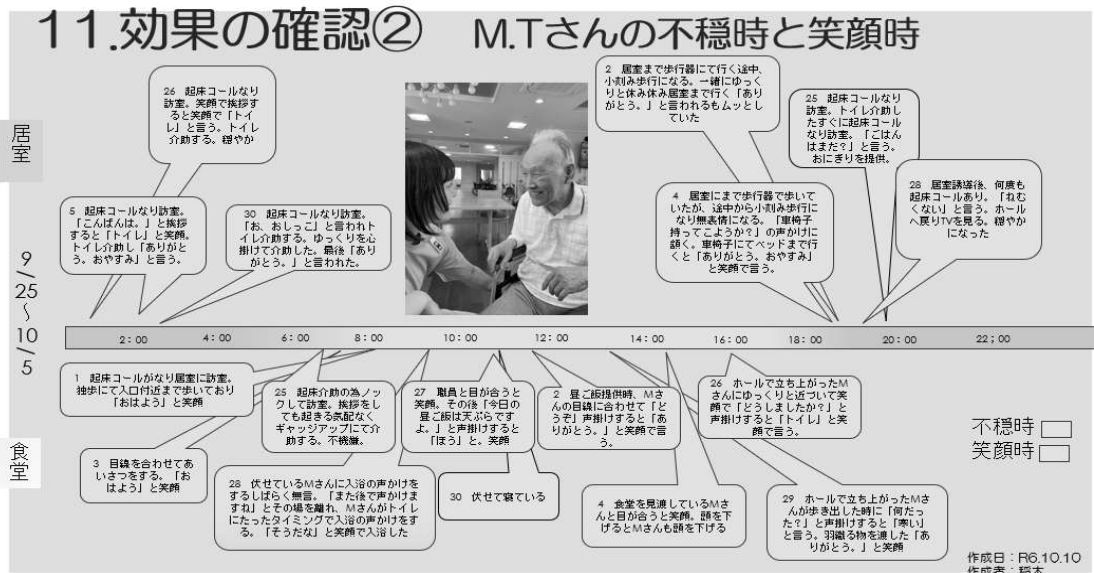 11.効果の確認② M.Tさんの不穏時と笑顔時
居室
9/25～10/5
食堂
26 起床コールなり
訪室。笑顔で挨拶す
ると笑顔で「トイ
レ」と言う。トイレ
介助する。穏やか
5 起床コールなり訪室。
「こんばんは。」と挨拶
すると「トイレ」と笑顔。
トイレ介助し「ありがと
う。おやすみ」と言う。
30 起床コールなり訪室。
「お、おしっこ」と言われト
イレ介助する。ゆっくりを心
掛けて介助した。最後「あり
がとう。」と言われた。
2 居室まで歩行器にて行く途中、
小刻み歩行になる。一緒にゆっく
りと休み休み居室まで行く「あり
がとう。」と言われるもムッとし
ていた
4 居室にまで歩行器で歩いて
いたが、途中から小刻み歩行に
なり無表情になる。「車椅子
持ってこようか?」の声かけに
頷く。車椅子にてベッドまで行
くと「ありがとう。おやすみ」
と笑顔で言う。
25 起床コールなり
訪室。トイレ介助し
たすぐに起床コール
なり訪室。「ごはん
はまだ?」と言う。
おにぎりを提供。
28 居室誘導後、何度も
起床コールあり。「ねむ
くない」と言う。ホール
へ戻りTVを見る。穏やか
になった
2：00 4：00 6：00 8：00 10：00 12：00 14：00 16：00 18：00 20：00 22；00
1 起床コールがなり居室に訪室。
独歩にて入口付近まで歩いており
「おはよう」と笑顔
3 目線を合わせてあ
いさつをする。「お
はよう」と笑顔
25 起床介助の為ノッ
クして訪室。挨拶をし
ても起きる気配なく
ギャッジアップにて介
助する。不機嫌。
28 伏せているMさんに入浴の声かけを
するしばらく無言。「また後で声かけま
すね」とその場を離れ、Mさんがトイレ
にたったタイミングで入浴の声かけをす
る。「そうだな」と笑顔で入浴した
27 職員と目が合うと
笑顔。その後「今日の
昼ご飯は天ぷらです
よ。」と声掛けすると
「ほう」と。笑顔
30 伏せて寝ている
2 昼ご飯提供時、M
さんの目線に合わせて「ど
うぞ」声掛けすると「あ
りがとう。」と笑顔で言
う。
4 食堂を見渡しているMさ
んと目が合うと笑顔。頭を下
げるとMさんも頭を下げる
26 ホールで立ち上がったM
さんにゆっくりと近づいて笑
顔で「どうしましたか?」と
声掛けすると「トイレ」と笑
顔で言う。
29 ホールで立ち上がったMさ
んが歩き出した時に「何だっ
た?」と声掛けすると「寒い」
と言う。羽織る物を渡した「あ
りがとう。」と笑顔
不穏時
笑顔時
作成日：R6.10.10
作成者：稲本